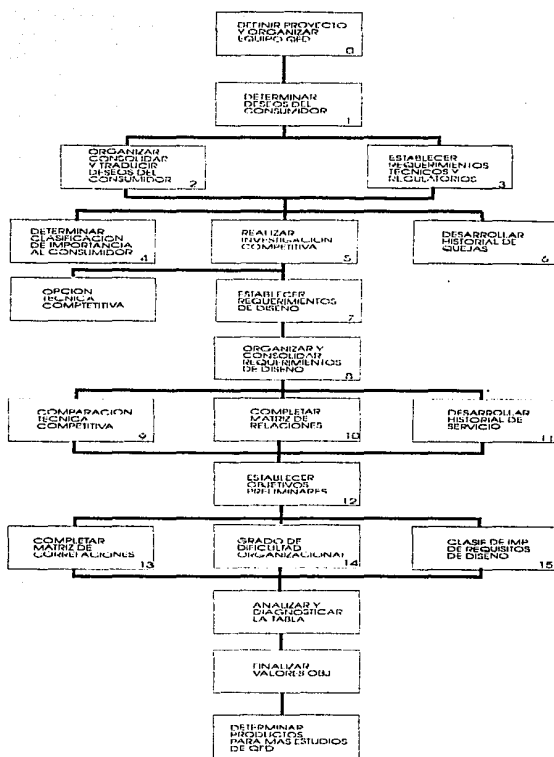 DEFINIR PROYECTO
Y ORGANIZAR
EQUIPO QFD
0
DETERMINAR
DESEOS DEL
CONSUMIDOR
1
ORGANIZAR
CONSOLIDAR
Y TRADUCIR
DESEOS DEL
CONSUMIDOR
2
ESTABLECER
REQUERIMIENTOS
TECNICOS Y
REGULATORIOS
3
DETERMINAR
CLASIFICACION
DE IMPORTANCIA
AL CONSUMIDOR
4
REALIZAR
INVESTIGACION
COMPETITIVA
5
DESARROLLAR
HISTORIAL DE
QUEJAS
6
OPCION
TECNICA
COMPTETITIVA
ESTABLECER
REQUERIMIENTOS
DE DISEÑO
7
ORGANIZAR Y
CONSOLIDAR
REQUERIMIENTOS
DE DISEÑO
8
COMPARACION
TECNICA
COMPETITIVA
9
COMPLETAR
MATRIZ DE
RELACIONES
10
DESARROLLAR
HISTORIAL DE
SERVICIO
11
ESTABLECER
OBJETIVOS
PRELIMINARES
12
COMPLETAR
MATRIZ DE
CORRELACIONES
13
GRADO DE
DIFICULTAD
ORGANIZACIONAL
14
CLASIF DE IMP
DE REQUISITOS
DE DISEÑO
15
ANALIZAR Y
DIAGNOSTICAR
LA TABLA
FINALIZAR
VALORES OBJ
DETERMINAR
PRODUCTOS
PARA MAS ESTUDIOS
DE QFD